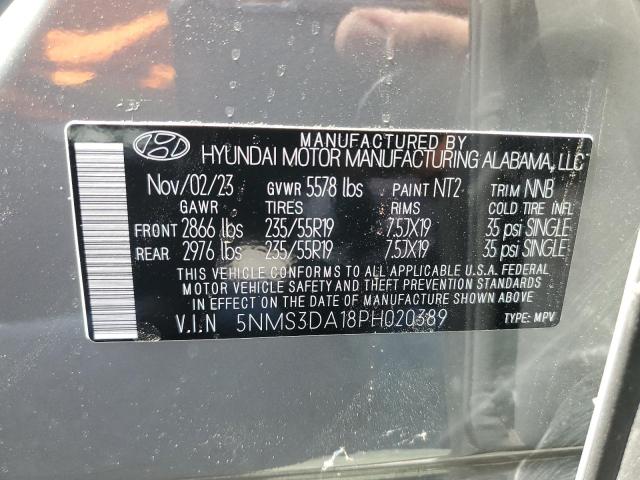 MANUFACTURED BY
HYUNDAI MOTOR MANUFACTURING ALABAMA, LLC
Nov/02/23 GVWR 5578 lbs PAINT NT2 TRIM NNB
GAWR TIRES RIMS COLD TIRE INFL
FRONT 2866 lbs 235/55R19 7.5JX19 35 psi SINGLE
REAR 2976 lbs 235/55R19 7.5JX19 35 psi SINGLE
THIS VEHICLE CONFORMS TO ALL APPLICABLE U.S.A. FEDERAL
MOTOR VEHICLE SAFETY AND THEFT PREVENTION STANDARDS
IN EFFECT ON THE DATE OF MANUFACTURE SHOWN ABOVE.
V.I.N 5NMS3DA18PH020389 TYPE: MPV